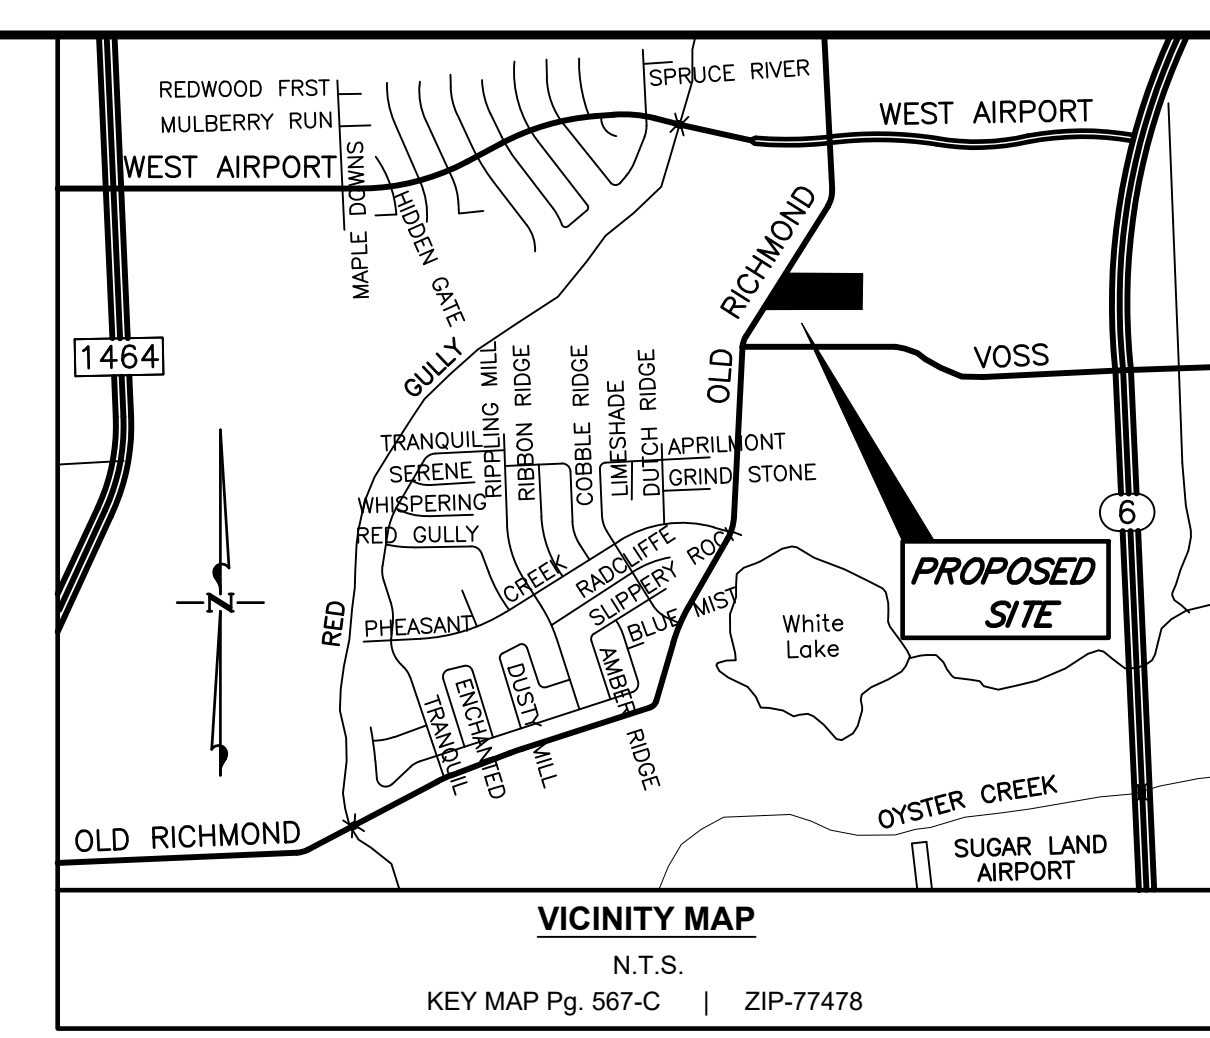 SPRUCE RIVER
REDWOOD FRST
MULBERRY RUN
WEST AIRPORT
WEST AIRPORT
MAPLE DOWNS
HIDDEN GATE
RICHMOND
OLD
1464
VOSS
GULLY
RED
TRANQUIL
SERENE
WHISPERING
RED GULLY
RIPPLING MILL
RIBBON RIDGE
COBBLE RIDGE
LIMESHADE
DUTCH RIDGE
APRILMONT
GRIND STONE
6
N
PROPOSED
SITE
CREEK
PHEASANT
RADCLIFFE
SLIPPERY ROCK
BLUE MIST
White
Lake
TRANQUIL
ENCHANTED
DUSTY MILL
AMBER RIDGE
OLD RICHMOND
OYSTER CREEK
SUGAR LAND
AIRPORT
VICINITY MAP
N.T.S.
KEY MAP Pg. 567-C | ZIP-77478